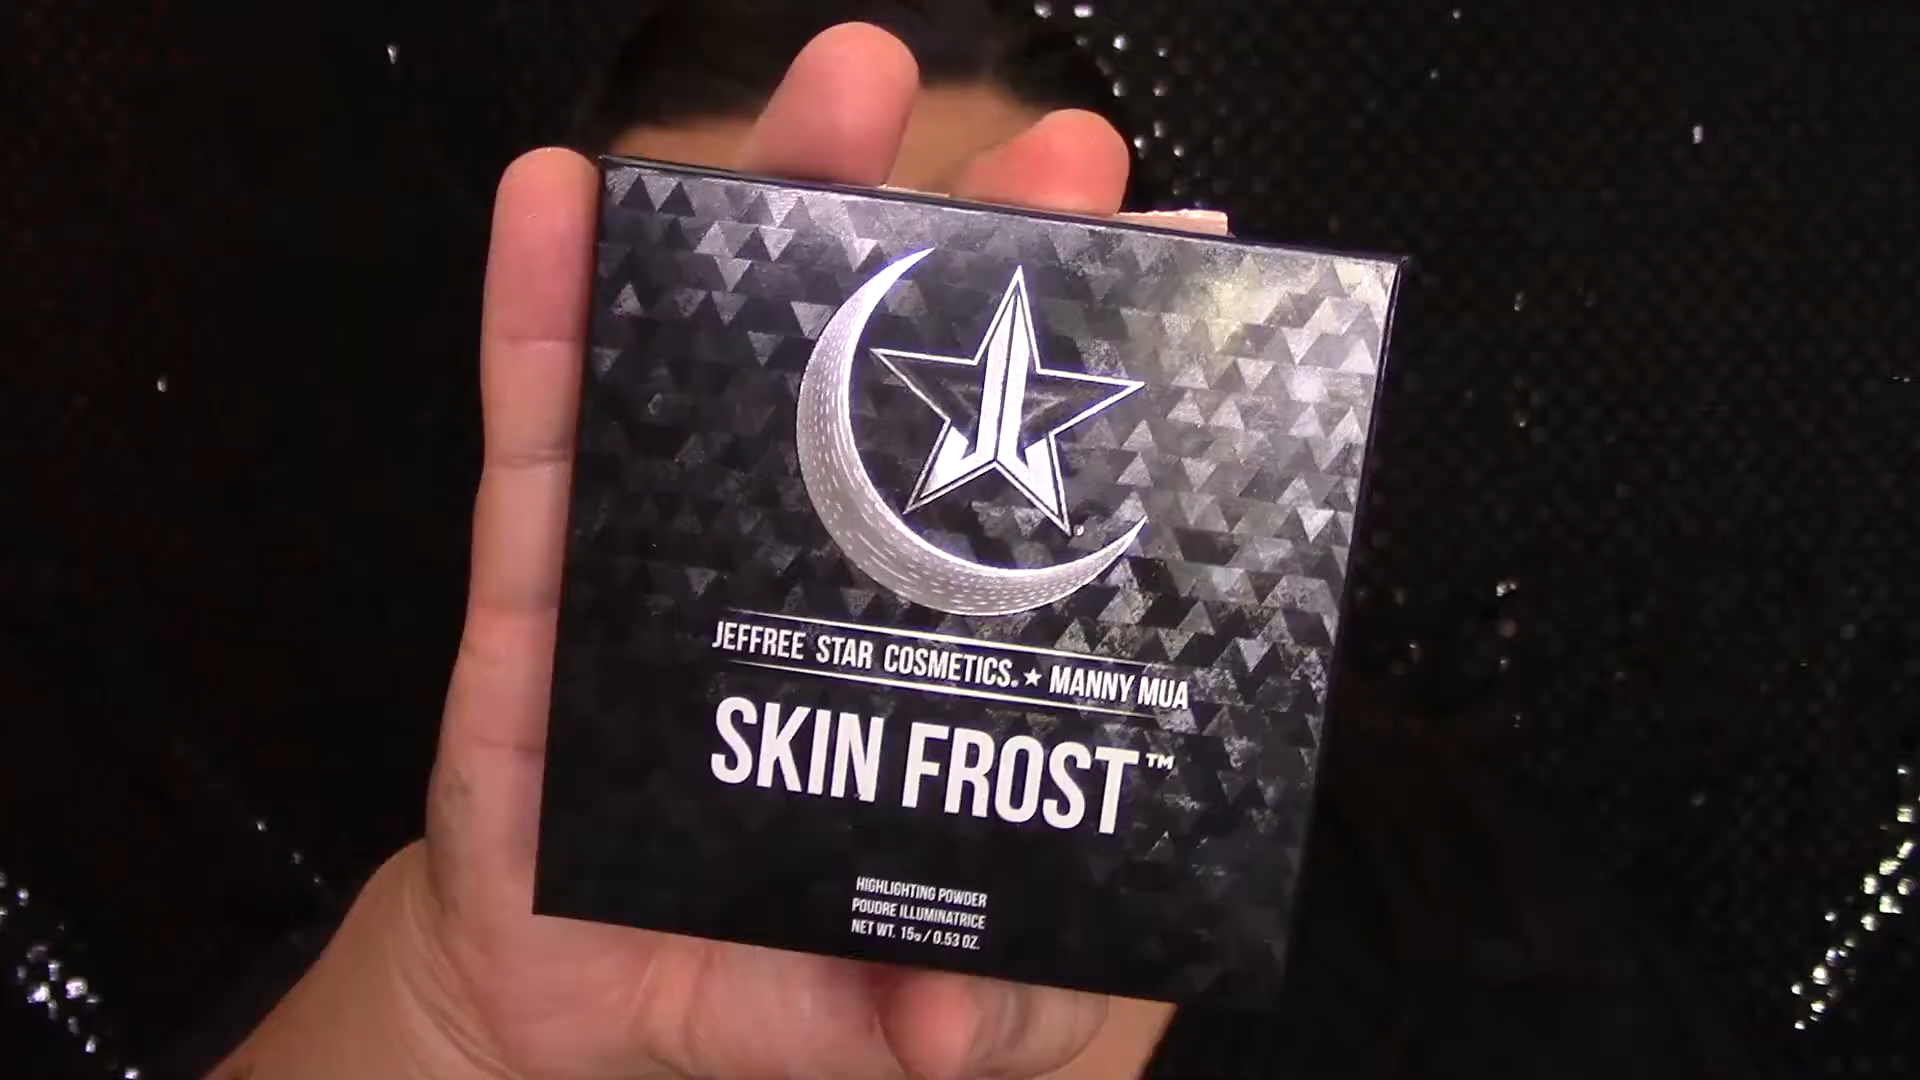 JEFFREE STAR COSMETICS. ★ MANNY MUA
SKIN FROST™
HIGHLIGHTING POWDER
POUDRE ILLUMINATRICE
NET WT. 15g / 0.53 OZ.